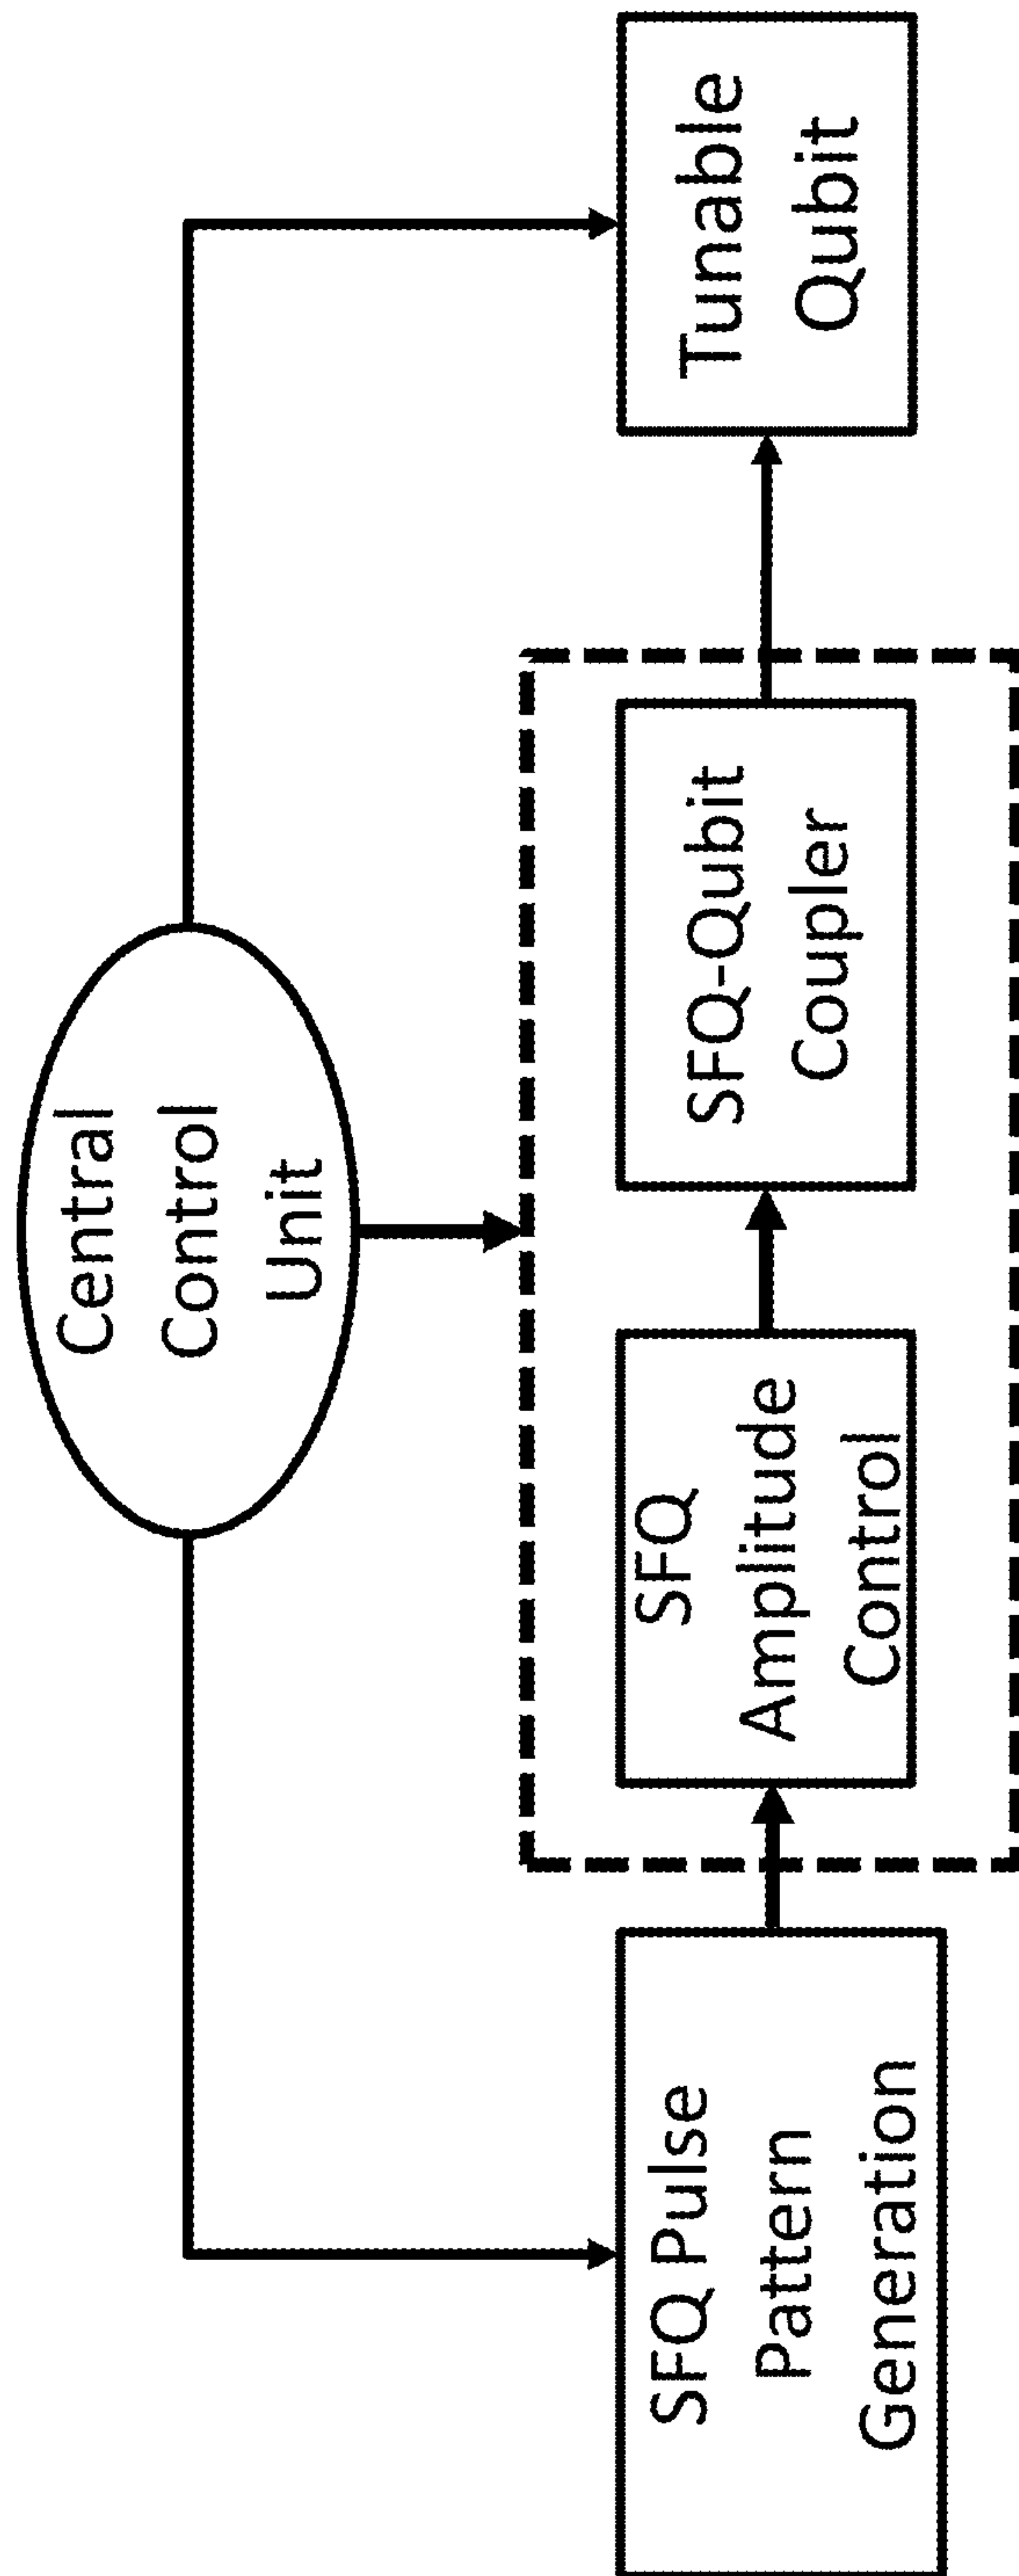 Central
Control
Unit
SFQ Pulse
Pattern
Generation
SFQ
Amplitude
Control
SFQ-Qubit
Coupler
Tunable
Qubit